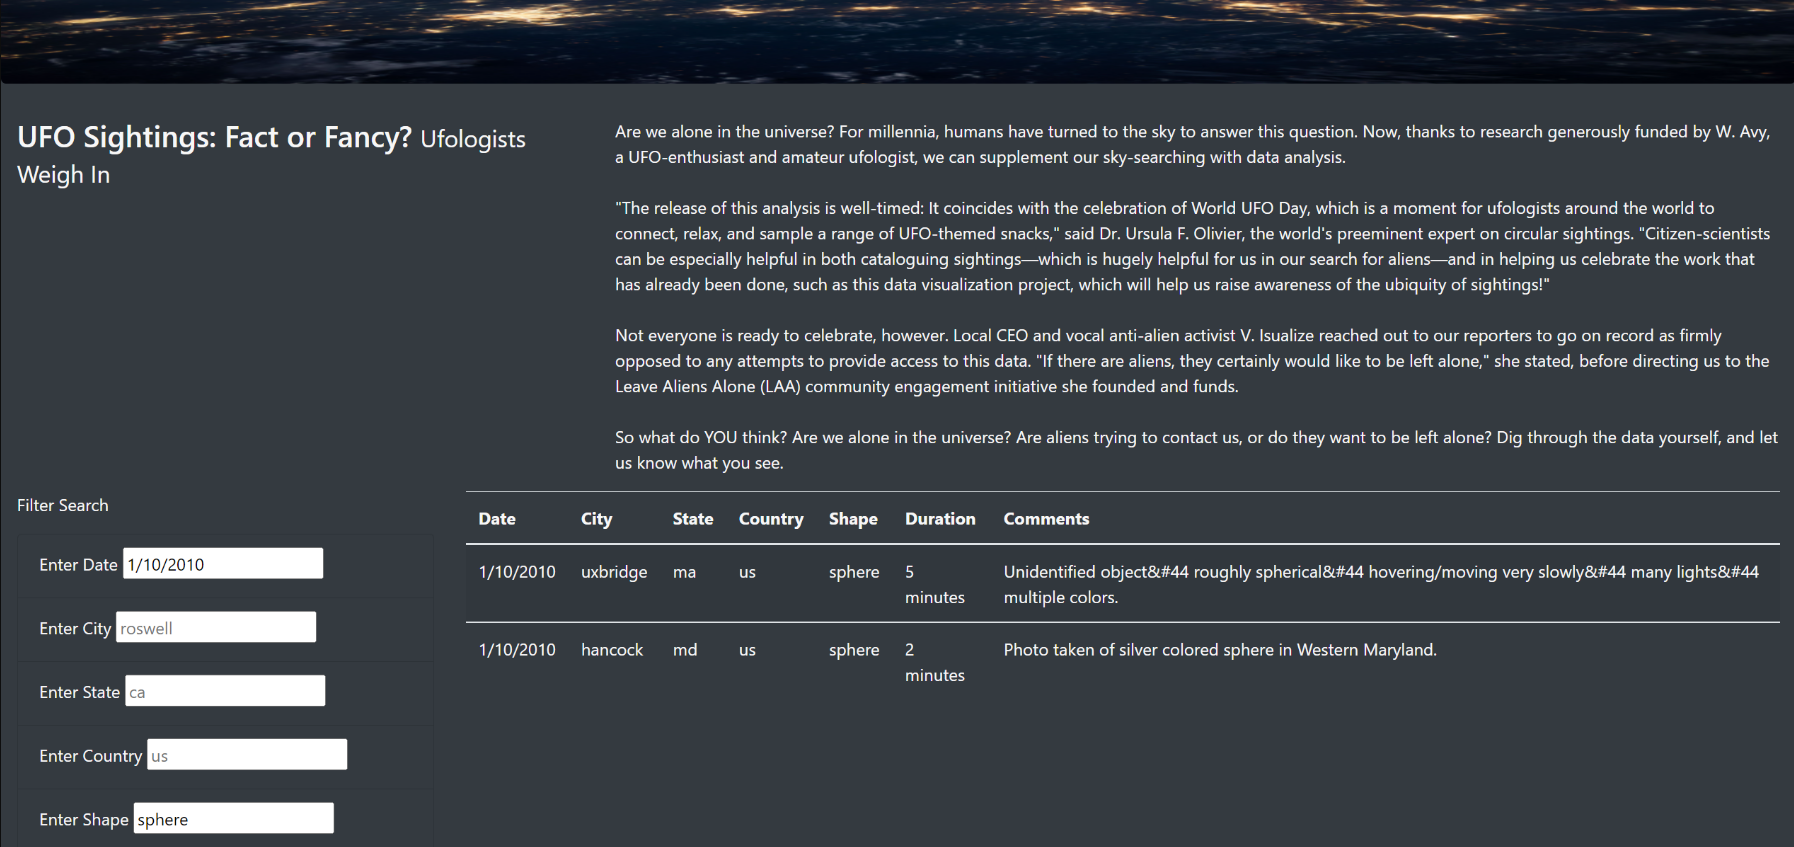 UFO Sightings: Fact or Fancy? Ufologists
Weigh In
Are we alone in the universe? For millennia, humans have turned to the sky to answer this question. Now, thanks to research generously funded by W. Avy,
a UFO-enthusiast and amateur ufologist, we can supplement our sky-searching with data analysis.
"The release of this analysis is well-timed: It coincides with the celebration of World UFO Day, which is a moment for ufologists around the world to
connect, relax, and sample a range of UFO-themed snacks," said Dr. Ursula F. Olivier, the world's preeminent expert on circular sightings. "Citizen-scientists
can be especially helpful in both cataloguing sightings—which is hugely helpful for us in our search for aliens—and in helping us celebrate the work that
has already been done, such as this data visualization project, which will help us raise awareness of the ubiquity of sightings!"
Not everyone is ready to celebrate, however. Local CEO and vocal anti-alien activist V. Isualize reached out to our reporters to go on record as firmly
opposed to any attempts to provide access to this data. "If there are aliens, they certainly would like to be left alone," she stated, before directing us to the
Leave Aliens Alone (LAA) community engagement initiative she founded and funds.
So what do YOU think? Are we alone in the universe? Are aliens trying to contact us, or do they want to be left alone? Dig through the data yourself, and let
us know what you see.
Filter Search
Enter Date 1/10/2010
Enter City roswell
Enter State ca
Enter Country us
Enter Shape sphere
Date City State Country Shape Duration Comments
1/10/2010 uxbridge ma us sphere 5 Unidentified object&#44 roughly spherical&#44 hovering/moving very slowly&#44 many lights&#44
minutes multiple colors.
1/10/2010 hancock md us sphere 2 Photo taken of silver colored sphere in Western Maryland.
minutes